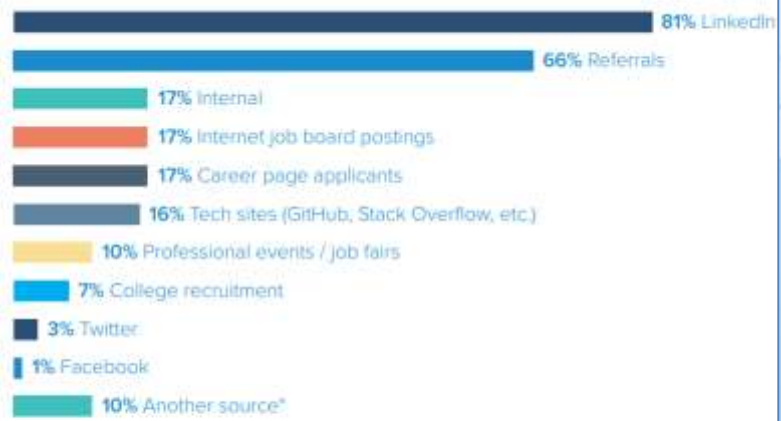 81% LinkedIn
66% Referrals
17% Internal
17% Internet job board postings
17% Career page applicants
16% Tech sites (GitHub, Stack Overflow, etc.)
10% Professional events / job fairs
7% College recruitment
3% Twitter
1% Facebook
10% Another source*